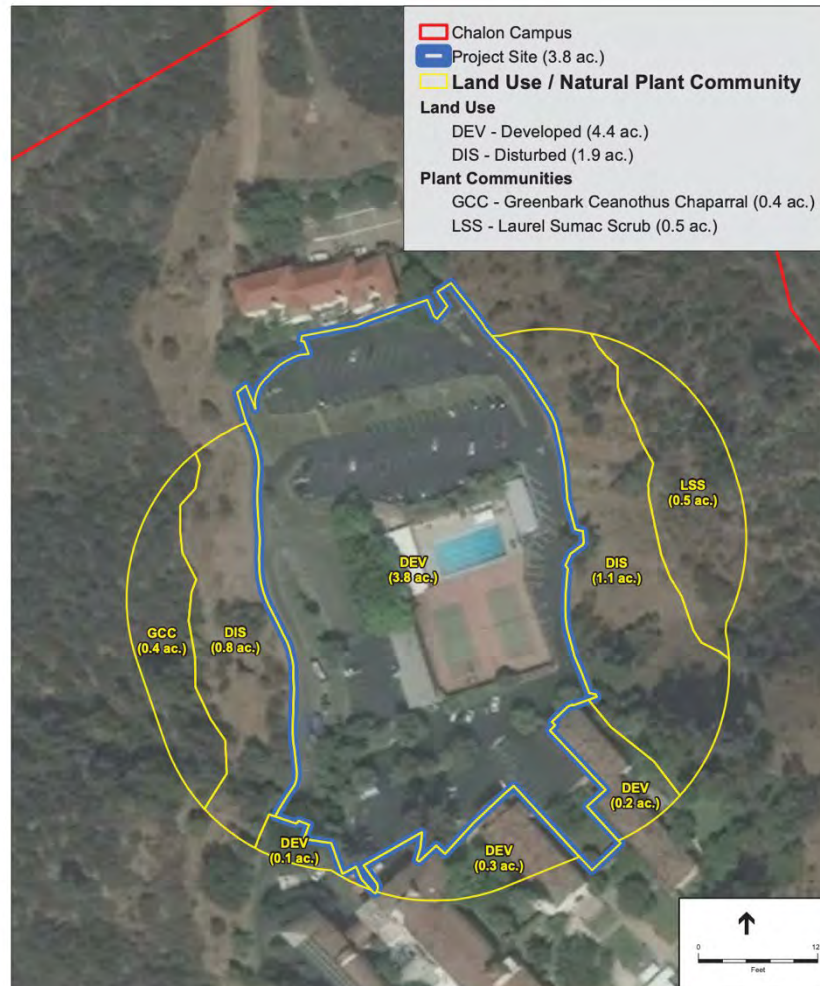 Chalon Campus
Project Site (3.8 ac.)
Land Use / Natural Plant Community
Land Use
DEV - Developed (4.4 ac.)
DIS - Disturbed (1.9 ac.)
Plant Communities
GCC - Greenbark Ceanothus Chaparral (0.4 ac.)
LSS - Laurel Sumac Scrub (0.5 ac.)
LSS
(0.5 ac.)
DEV
(3.8 ac.)
DIS
(1.1 ac.)
GCC
(0.4 ac.)
DIS
(0.8 ac.)
DEV
(0.2 ac.)
DEV
(0.1 ac.)
DEV
(0.3 ac.)
0
12
Feet